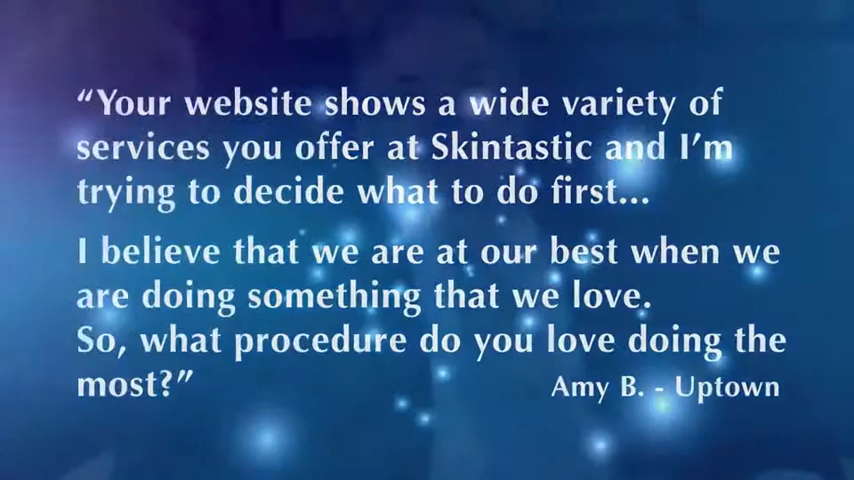 “Your website shows a wide variety of
services you offer at Skintastic and I’m
trying to decide what to do first...
I believe that we are at our best when we
are doing something that we love.
So, what procedure do you love doing the
most?”
Amy B. - Uptown